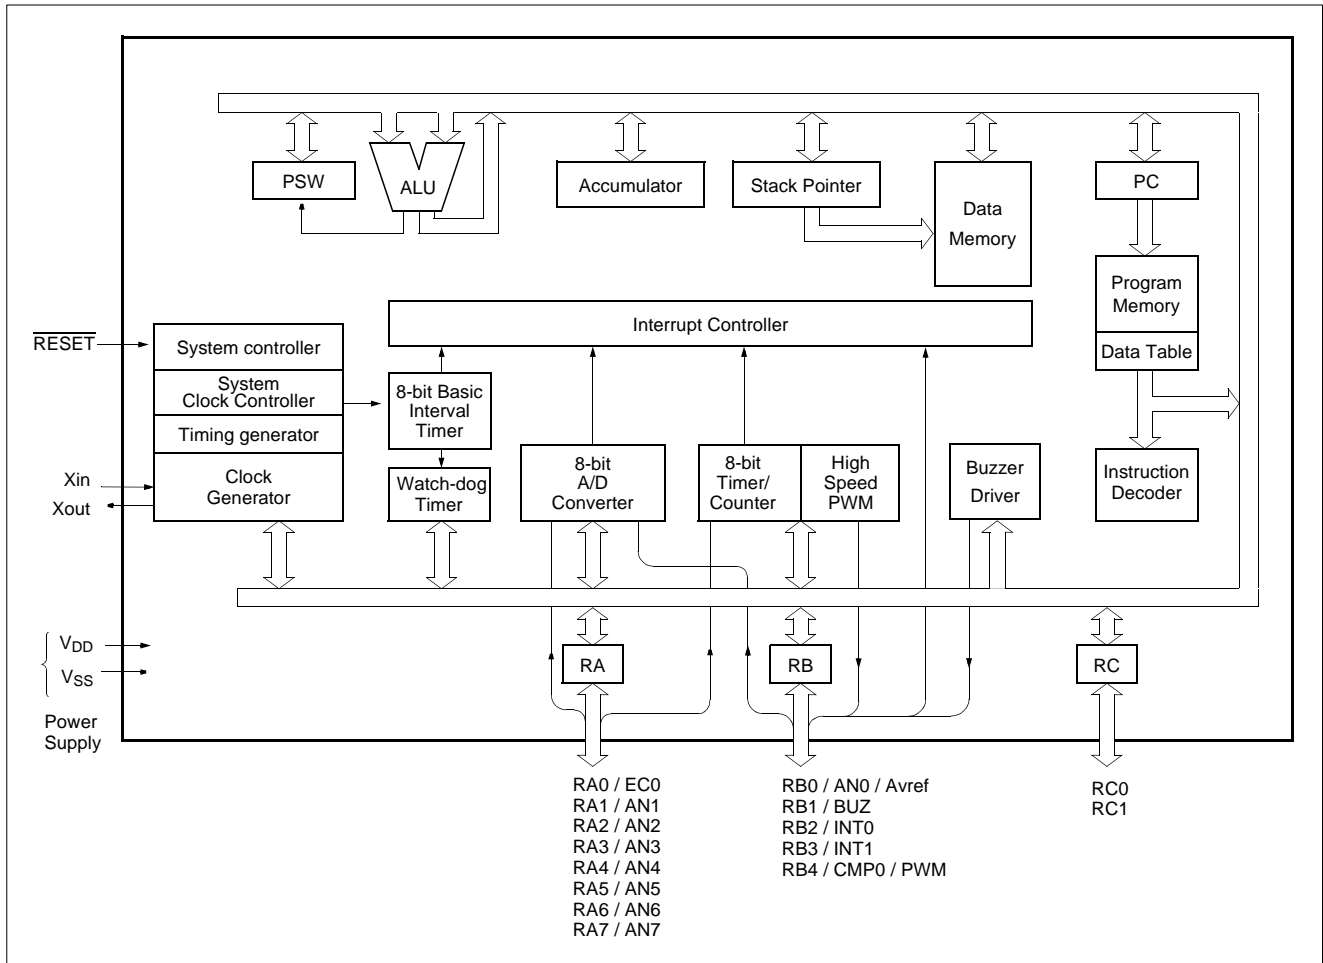 PSW
ALU
Accumulator
Stack Pointer
Data
Memory
PC
Program
Memory
Data Table
Interrupt Controller
RESET
System controller
System
Clock Controller
Timing generator
Clock
Generator
Xin
Xout
8-bit Basic
Interval
Timer
Watch-dog
Timer
8-bit
A/D
Converter
8-bit
Timer/
Counter
High
Speed
PWM
Buzzer
Driver
Instruction
Decoder
VDD
VSS
Power
Supply
RA
RB
RC
RA0 / EC0
RA1 / AN1
RA2 / AN2
RA3 / AN3
RA4 / AN4
RA5 / AN5
RA6 / AN6
RA7 / AN7
RB0 / AN0 / Avref
RB1 / BUZ
RB2 / INT0
RB3 / INT1
RB4 / CMP0 / PWM
RC0
RC1